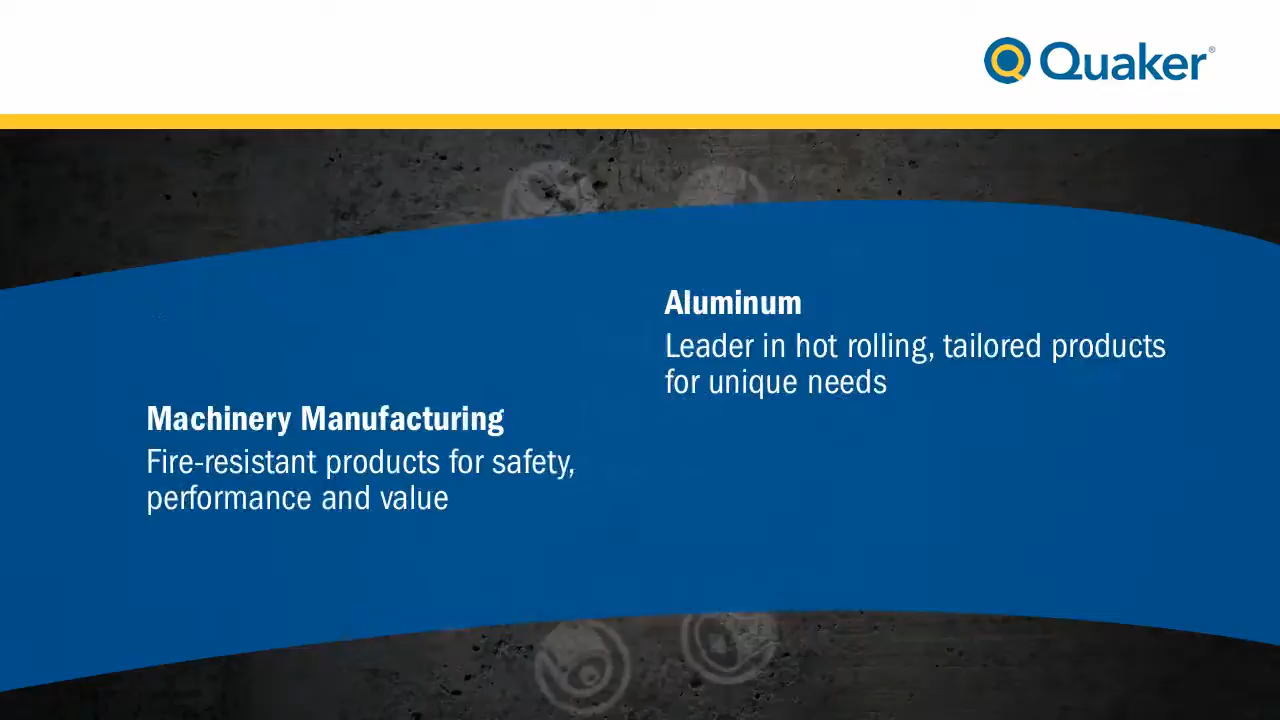 Quaker®
Aluminum
Leader in hot rolling, tailored products
for unique needs
Machinery Manufacturing
Fire-resistant products for safety,
performance and value